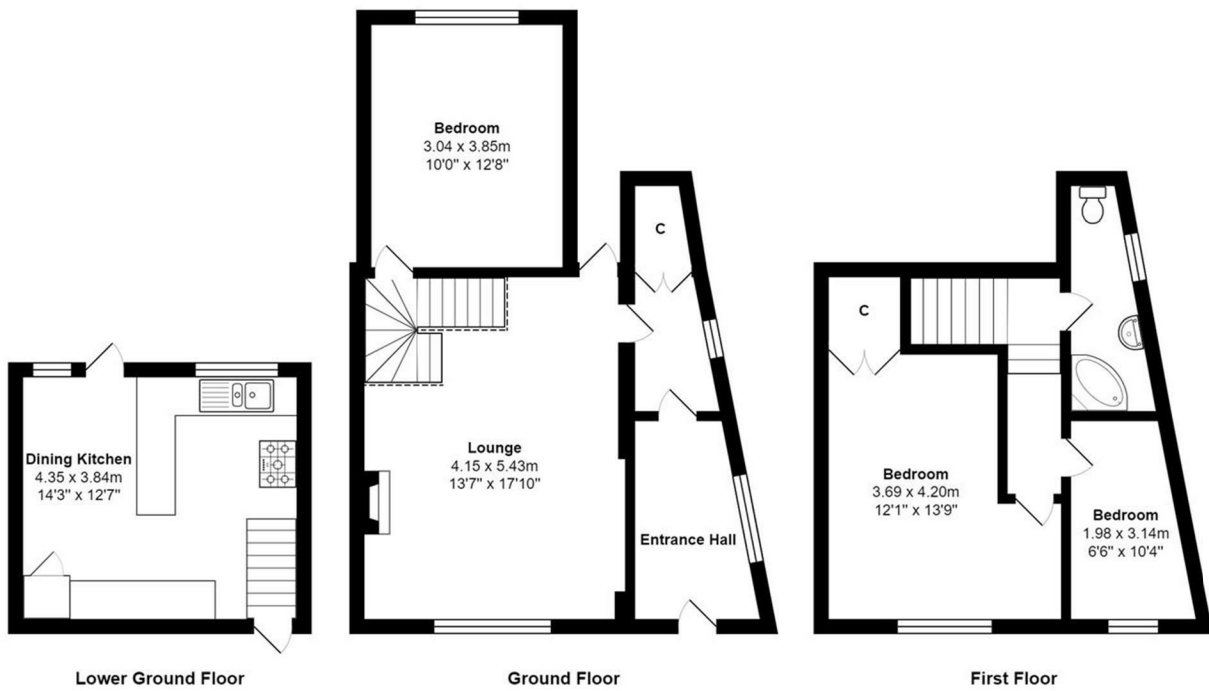 Bedroom
3.04 x 3.85m
10'0" x 12'8"
C
Lounge
4.15 x 5.43m
13'7" x 17'10"
Entrance Hall
Dining Kitchen
4.35 x 3.84m
14'3" x 12'7"
C
Bedroom
3.69 x 4.20m
12'1" x 13'9"
Bedroom
1.98 x 3.14m
6'6" x 10'4"
Lower Ground Floor
Ground Floor
First Floor